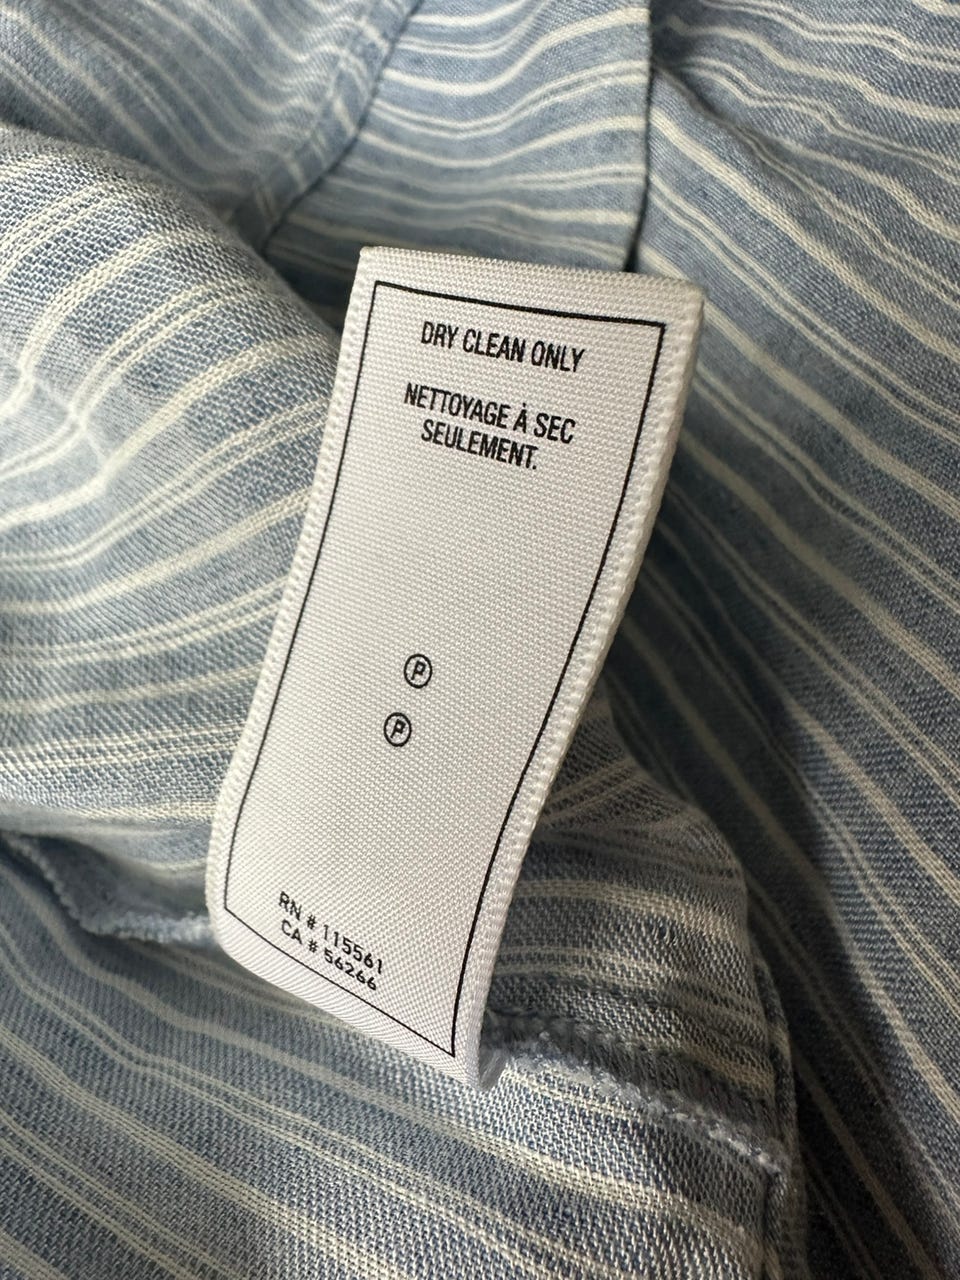 DRY CLEAN ONLY
NETTOYAGE À SEC
SEULEMENT.
P
P
RN # 115561
CA # 56266